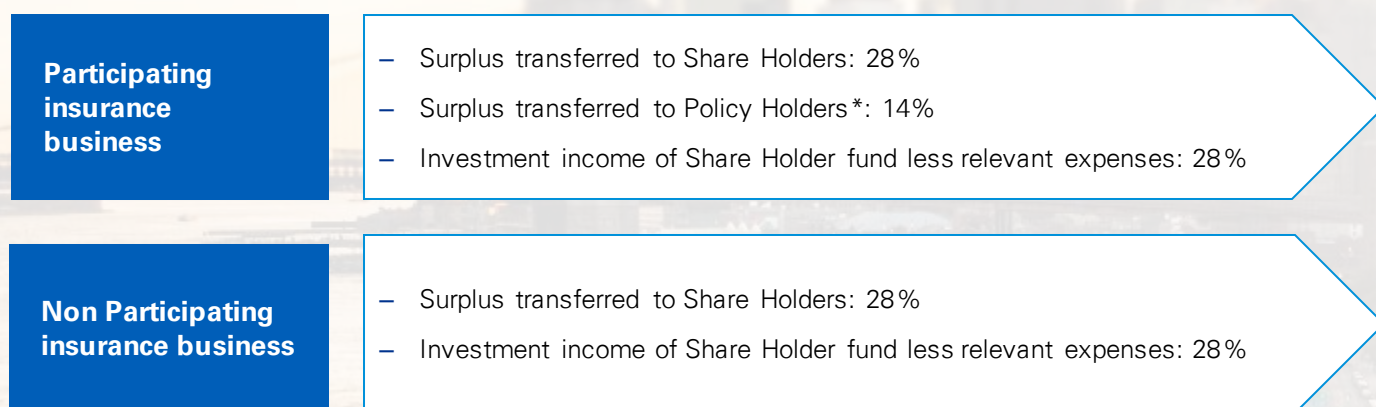 Participating
insurance
business
– Surplus transferred to Share Holders: 28%
– Surplus transferred to Policy Holders*: 14%
– Investment income of Share Holder fund less relevant expenses: 28%
Non Participating
insurance business
– Surplus transferred to Share Holders: 28%
– Investment income of Share Holder fund less relevant expenses: 28%